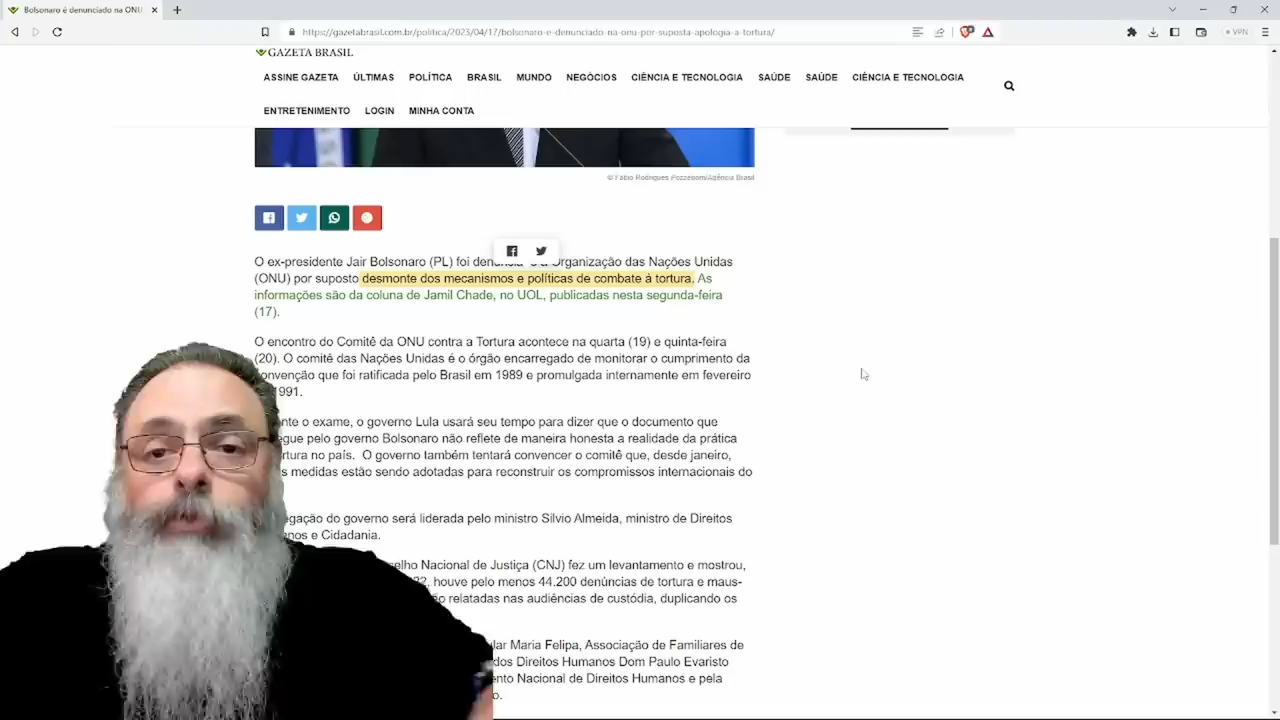 Bolsonaro é denunciado na ONU
https://gazetabrasil.com.br/politica/2023/04/17/bolsonaro-e-denunciado-na-onu-por-suposta-apologia-a-tortura/
VPN
GAZETA BRASIL
ASSINE GAZETA ÚLTIMAS POLÍTICA BRASIL MUNDO NEGÓCIOS CIÊNCIA E TECNOLOGIA SAÚDE SAÚDE CIÊNCIA E TECNOLOGIA
ENTRETENIMENTO LOGIN MINHA CONTA
© Fábio Rodrigues Pozzebom/Agência Brasil
O ex-presidente Jair Bolsonaro (PL) foi Organização das Nações Unidas
(ONU) por suposto desmonte dos mecanismos e políticas de combate à tortura. As
informações são da coluna de Jamil Chade, no UOL, publicadas nesta segunda-feira
(17).
O encontro do Comitê da ONU contra a Tortura acontece na quarta (19) e quinta-feira
(20). O comitê das Nações Unidas é o órgão encarregado de monitorar o cumprimento da
convenção que foi ratificada pelo Brasil em 1989 e promulgada internamente em fevereiro
1991.
nte o exame, o governo Lula usará seu tempo para dizer que o documento que
egue pelo governo Bolsonaro não reflete de maneira honesta a realidade da prática
rtura no país. O governo também tentará convencer o comitê que, desde janeiro,
s medidas estão sendo adotadas para reconstruir os compromissos internacionais do
egação do governo será liderada pelo ministro Silvio Almeida, ministro de Direitos
nos e Cidadania.
selho Nacional de Justiça (CNJ) fez um levantamento e mostrou,
22, houve pelo menos 44.200 denúncias de tortura e maus-
ão relatadas nas audiências de custódia, duplicando os
lar Maria Felipa, Associação de Familiares de
dos Direitos Humanos Dom Paulo Evaristo
nto Nacional de Direitos Humanos e pela
o.